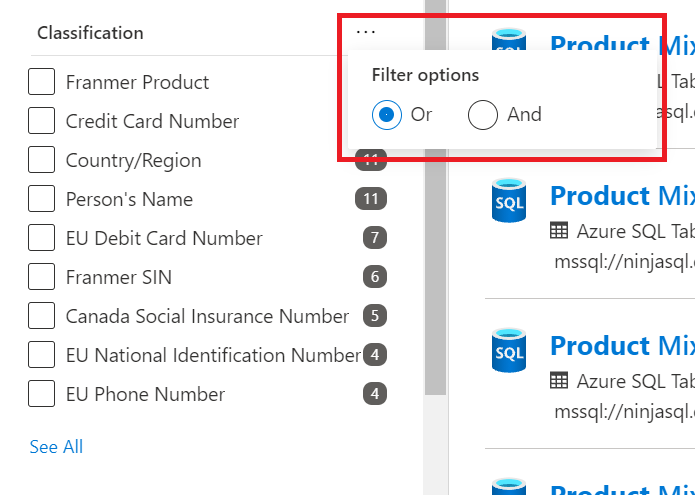 Classification
...
Franmer Product
Credit Card Number
Country/Region
11
Person's Name
11
EU Debit Card Number
7
Franmer SIN
6
Canada Social Insurance Number
5
EU National Identification Number
4
EU Phone Number
4
See All
Filter options
Or
And
SQL
Product Mix
SQL
Product Mix
Azure SQL Tab
mssql://ninjasql.
SQL
Product Mix
Azure SQL Tab
mssql://ninjasql.
Product Mix